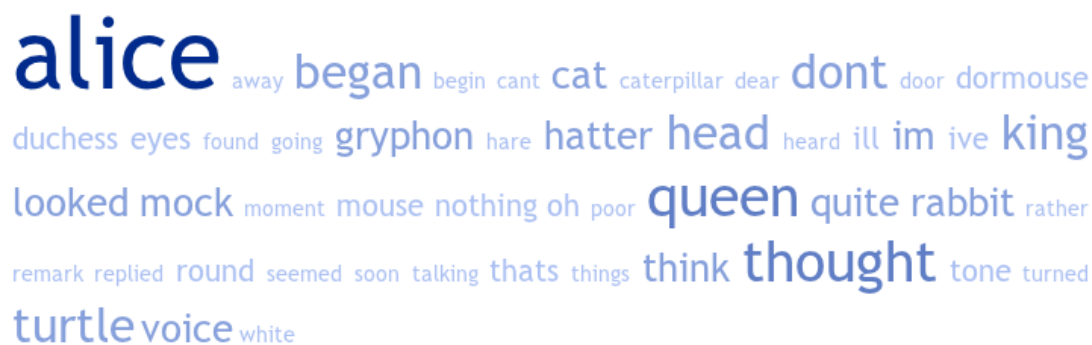 alice away began begin cant cat caterpillar dear dont door dormouse
duchess eyes found going gryphon hare hatter head heard ill im ive king
looked mock moment mouse nothing oh poor queen quite rabbit rather
remark replied round seemed soon talking thats things think thought tone turned
turtle voice white